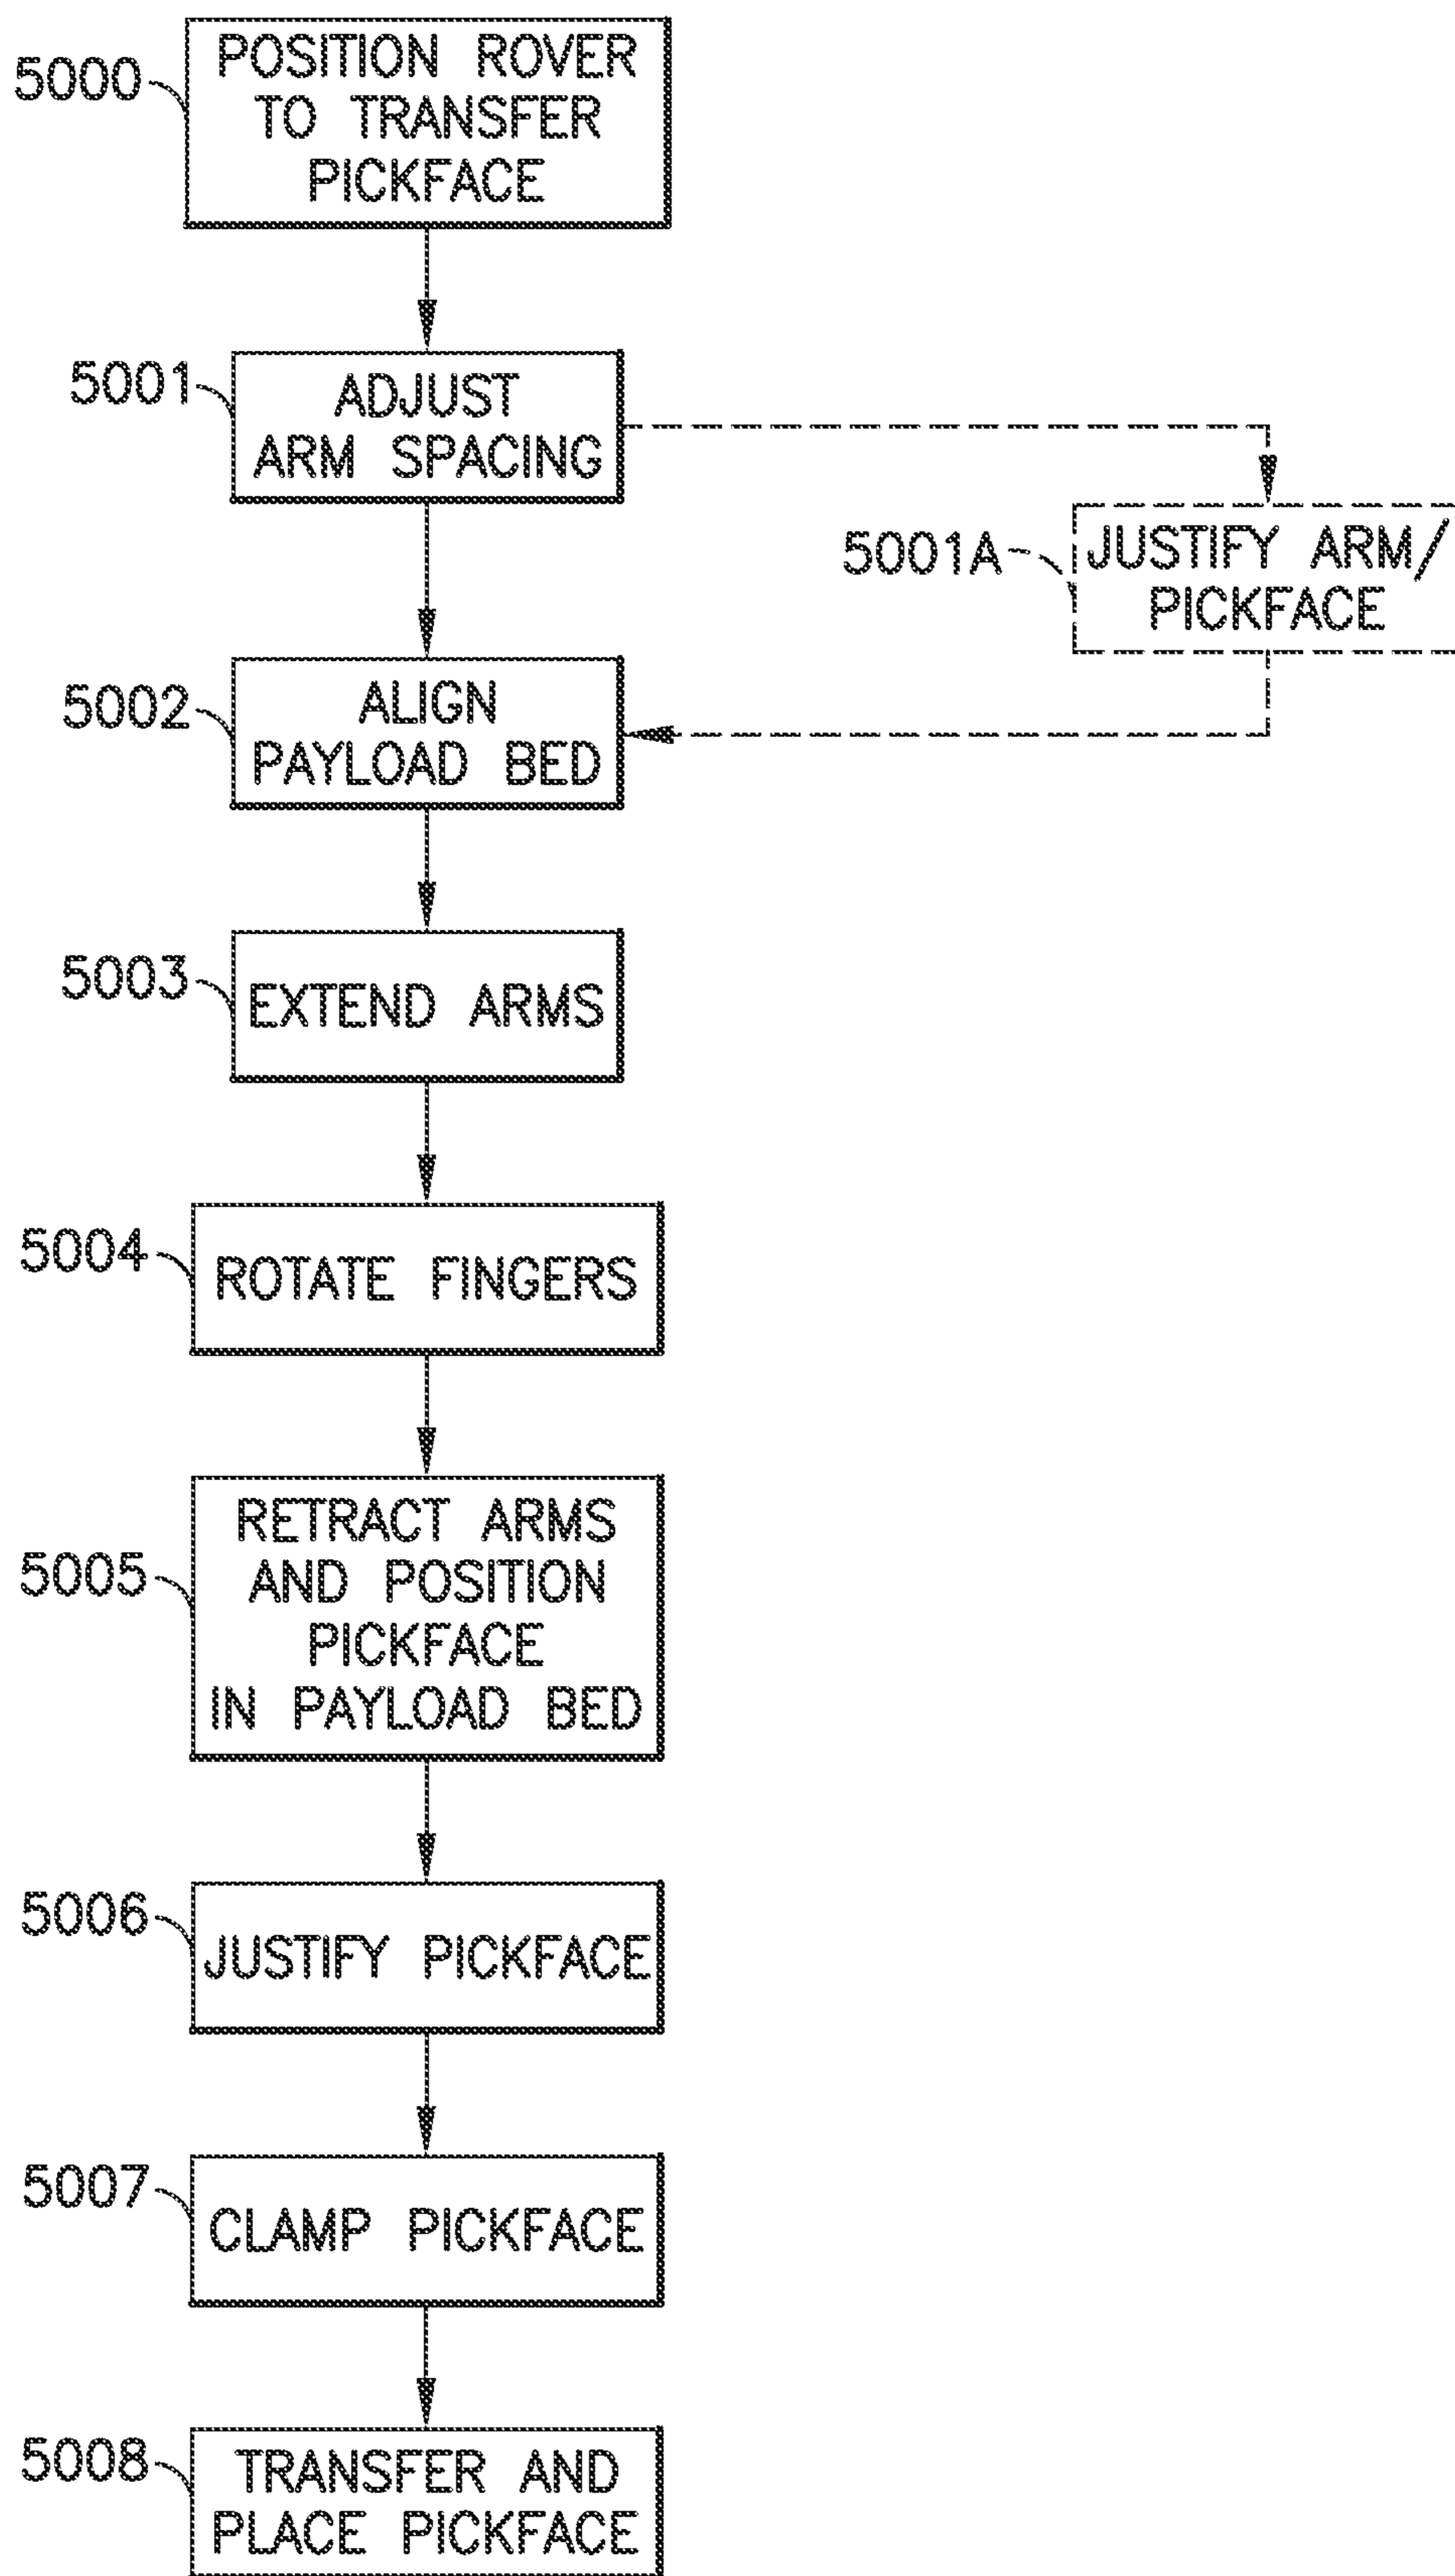 5000
POSITION ROVER
TO TRANSFER
PICKFACE
5001
ADJUST
ARM SPACING
5001A
JUSTIFY ARM/
PICKFACE
5002
ALIGN
PAYLOAD BED
5003
EXTEND ARMS
5004
ROTATE FINGERS
5005
RETRACT ARMS
AND POSITION
PICKFACE
IN PAYLOAD BED
5006
JUSTIFY PICKFACE
5007
CLAMP PICKFACE
5008
TRANSFER AND
PLACE PICKFACE